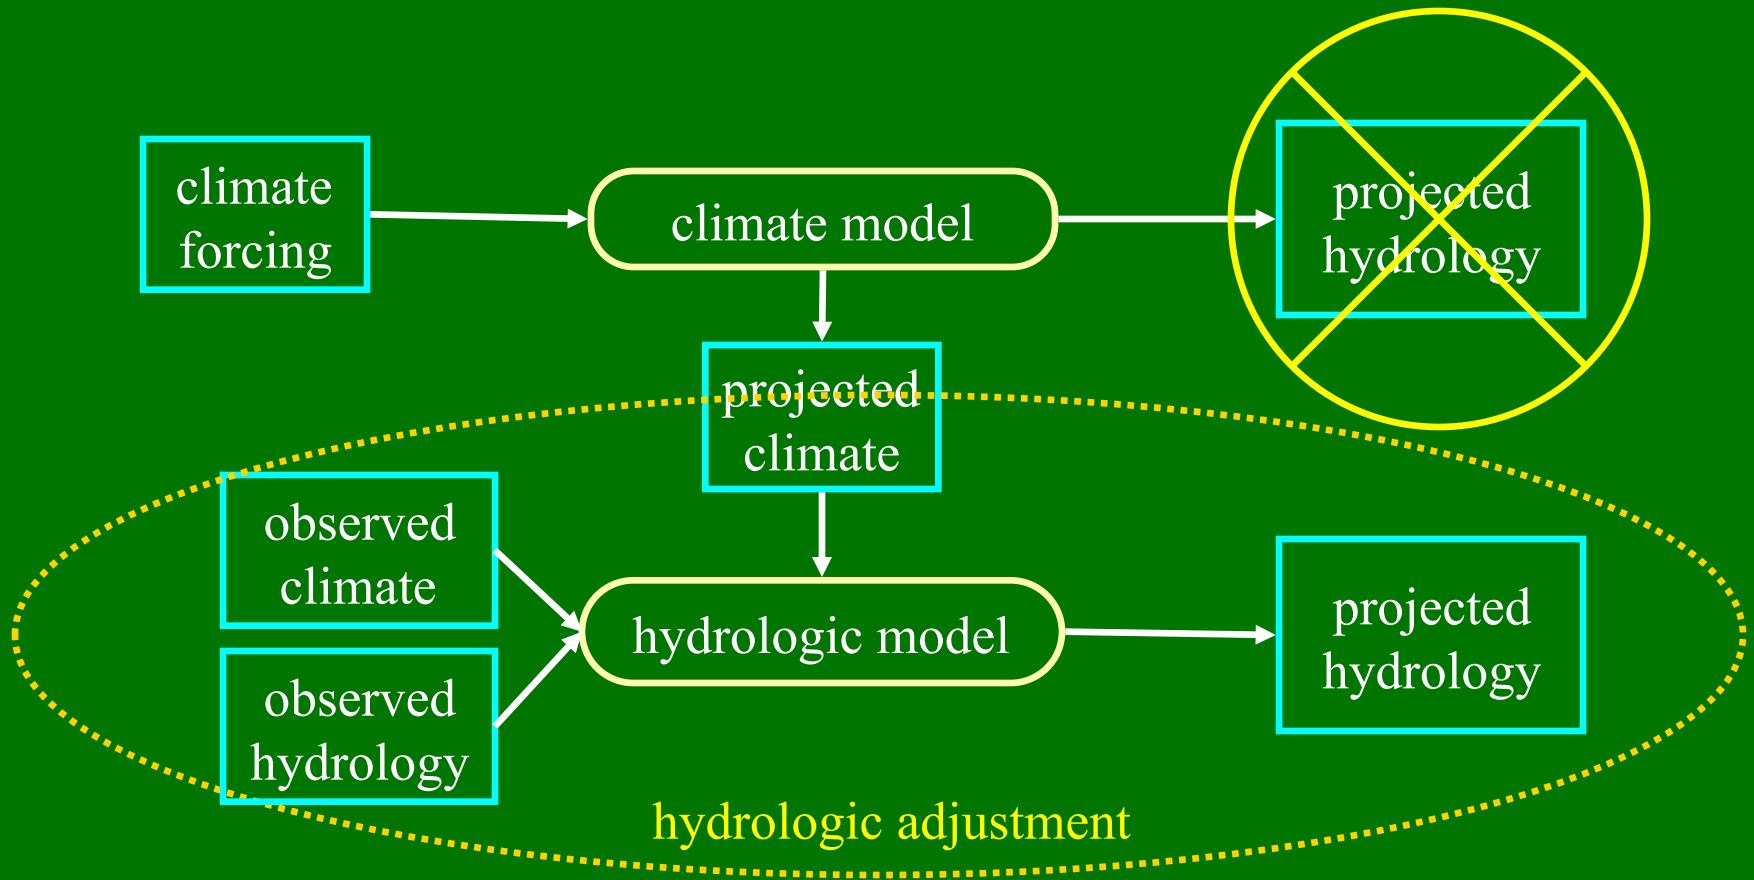 climate
forcing
climate model
projected
hydrology
projected
climate
observed
climate
observed
hydrology
hydrologic model
projected
hydrology
hydrologic adjustment